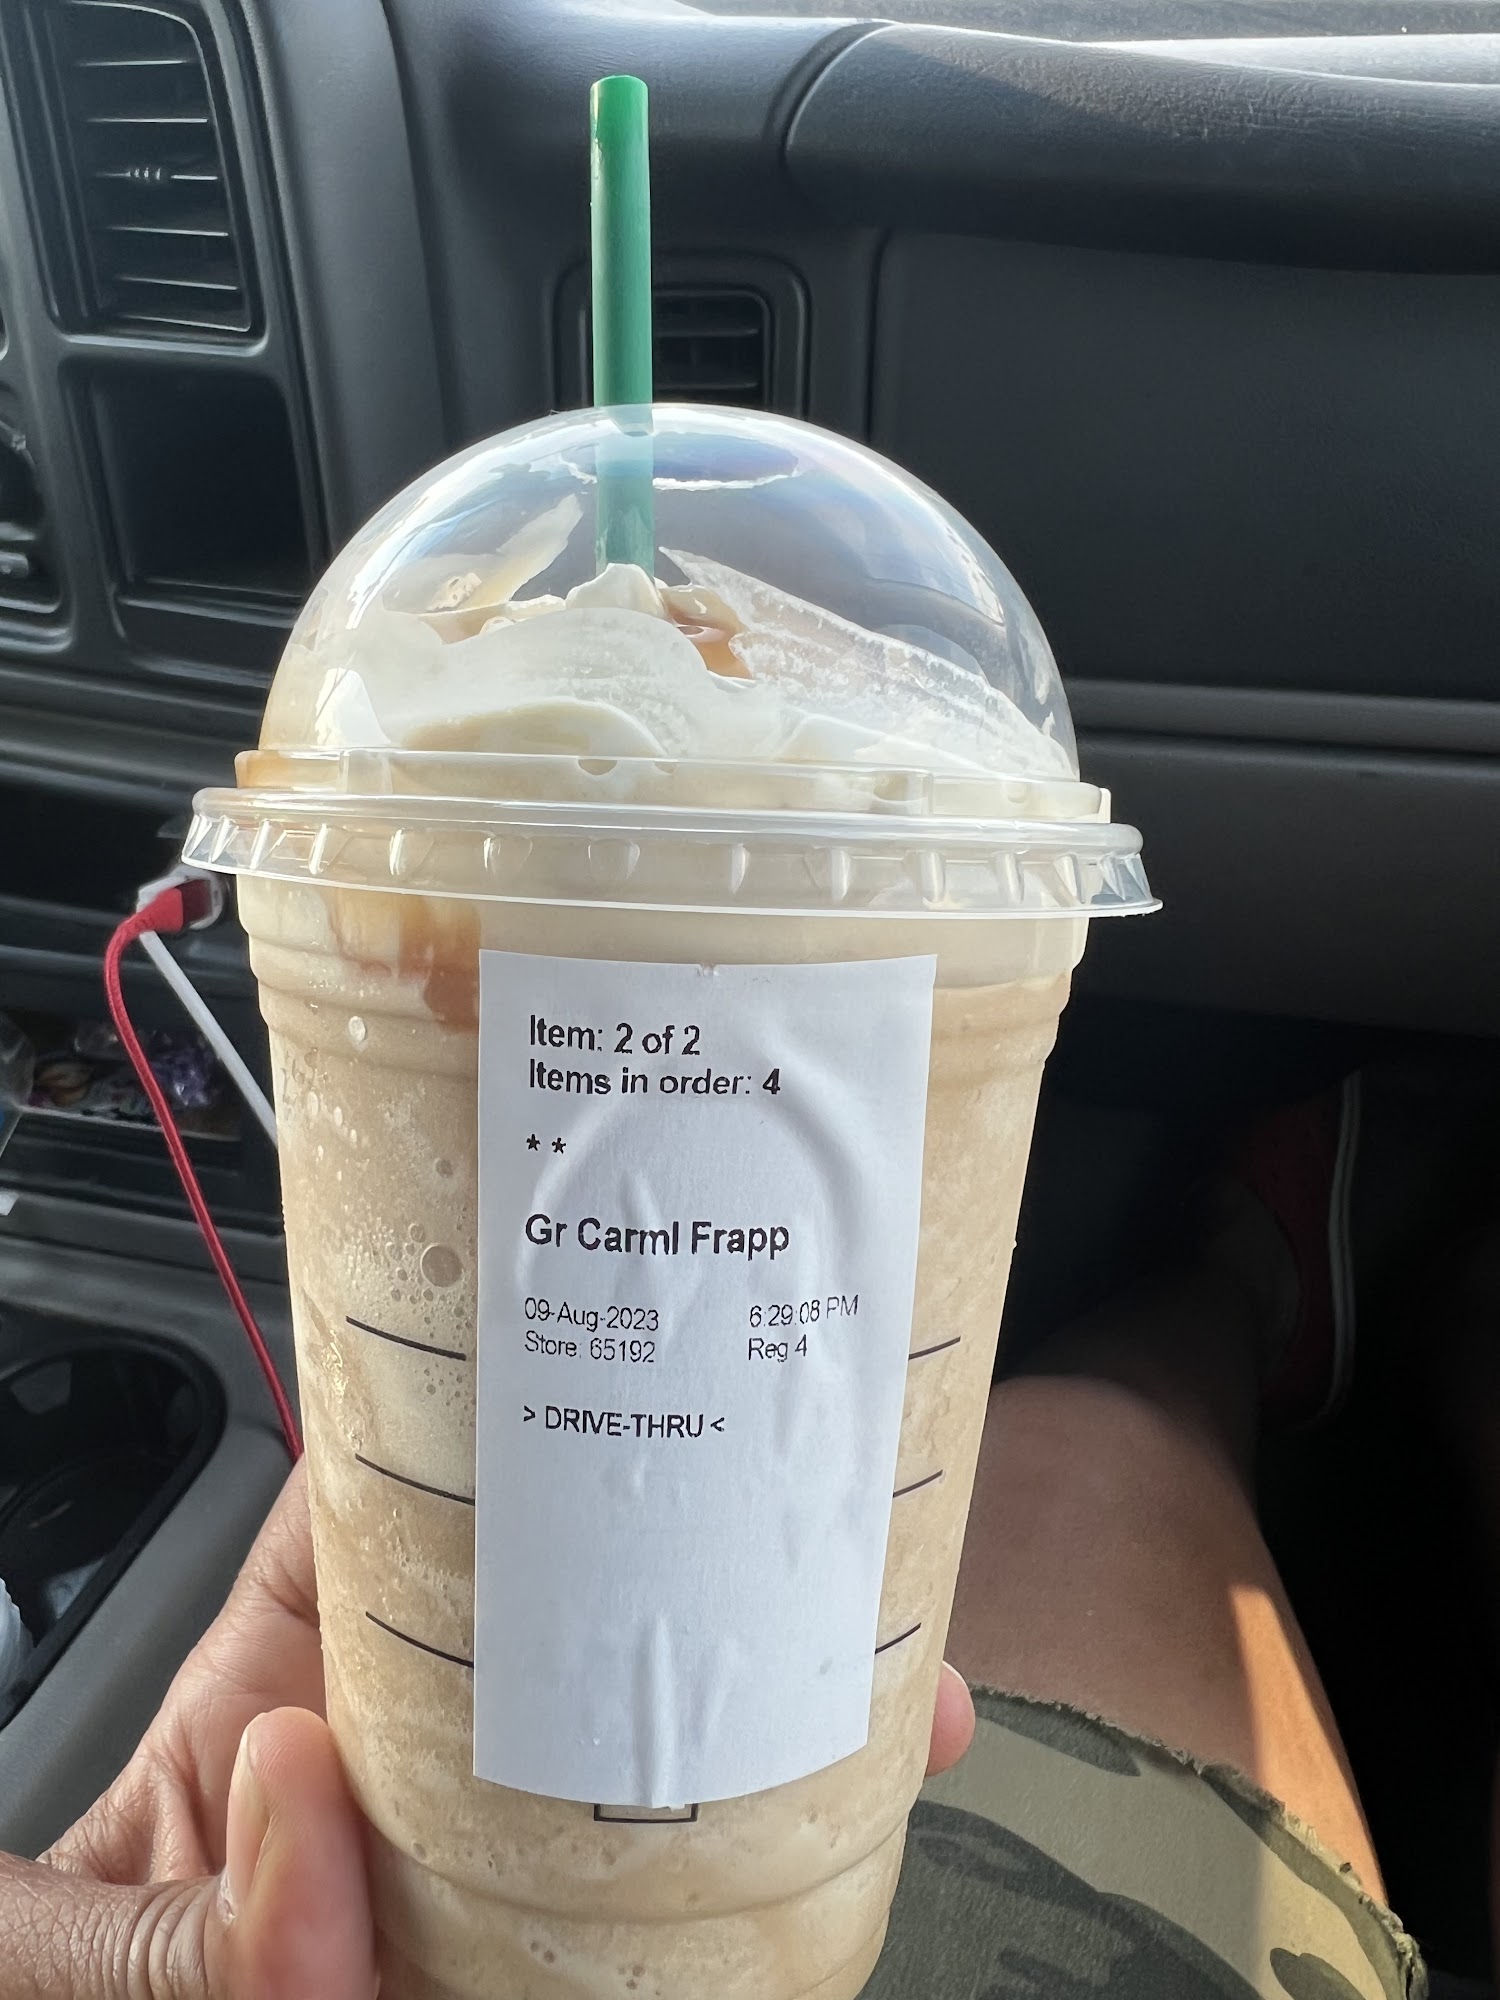 Item: 2 of 2
Items in order: 4
* *
Gr Carml Frapp
09-Aug-2023 6:29:08 PM
Store: 65192 Reg 4
> DRIVE-THRU <